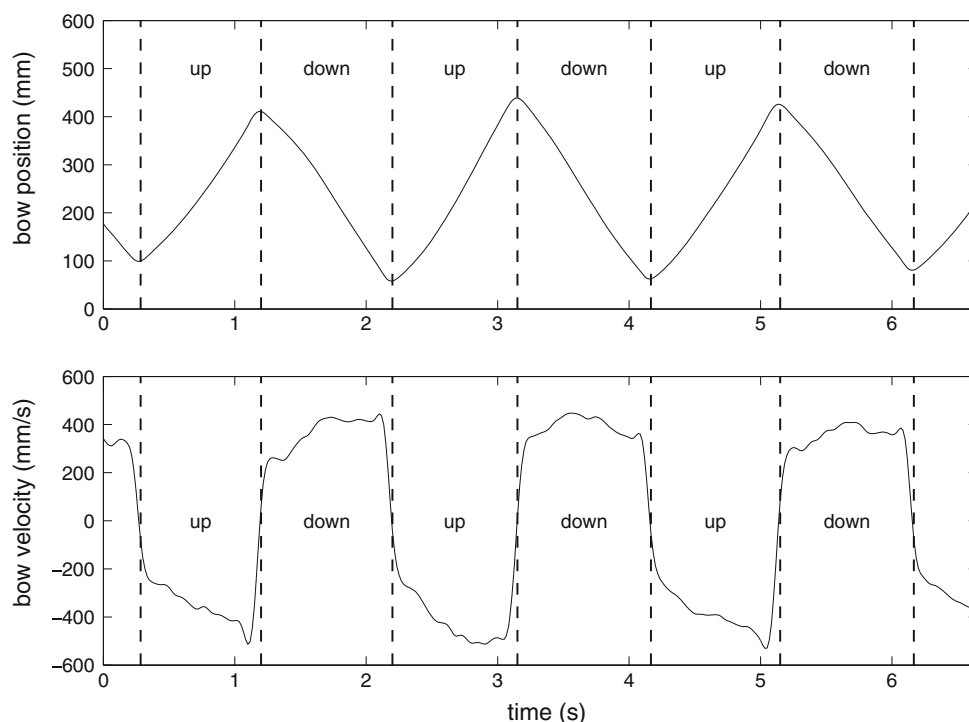 600
500
400
300
200
100
0
bow position (mm)
up down up down up down
0 1 2 3 4 5 6
600
400
200
0
−200
−400
−600
bow velocity (mm/s)
up down up down up down
0 1 2 3 4 5 6
time (s)